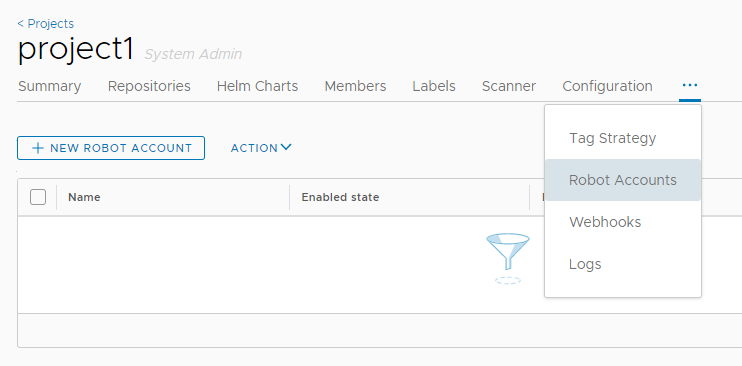 < Projects
project1 System Admin
Summary Repositories Helm Charts Members Labels Scanner Configuration ...
Tag Strategy
+ NEW ROBOT ACCOUNT ACTION
Robot Accounts
Name Enabled state
Webhooks
Logs